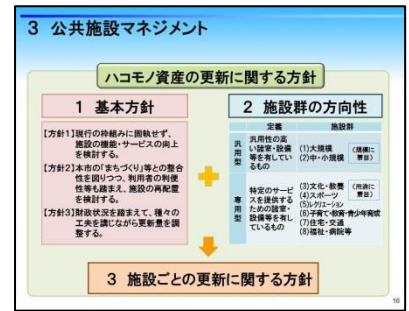 3 公共施設マネジメント
ハコモノ資産の更新に関する方針
1 基本方針
【方針1】現行の枠組みに固執せず、
施設の機能・サービスの向上
を検討する。
【方針2】本市の「まちづくり」等との整合
性を図りつつ、利用者の利便
性等も踏まえ、施設の再配置
を検討する。
【方針3】財政状況を踏まえて、種々の
工夫を講じながら更新量を調
整する。
2 施設群の方向性
定義 施設群
汎用型
汎用性の高
い諸室・設備
等を有してい
るもの
(1)大規模
(2)中・小規模
(規模に
着目)
専用型
特定のサービ
スを提供する
ための諸室・
設備等を有し
ているもの
(3)文化・教養
(4)スポーツ
(5)レクリエーション
(6)子育て・教育・青少年育成
(7)住宅・交通
(8)福祉・病院等
(用途に
着目)
3 施設ごとの更新に関する方針
16